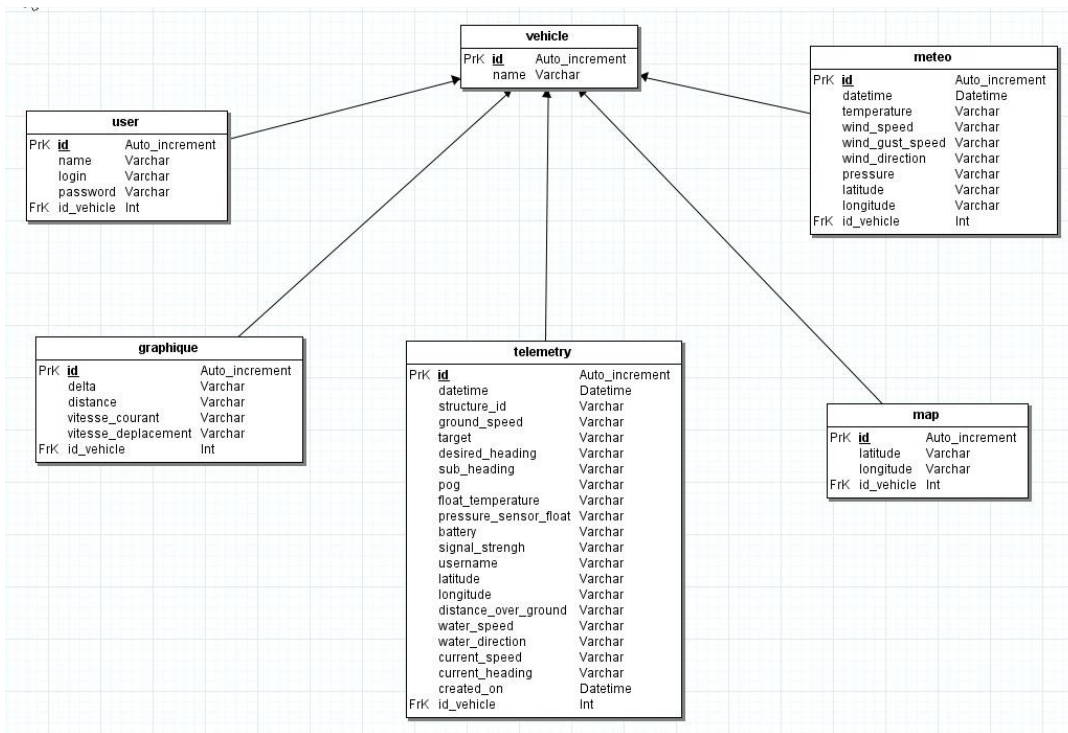 vehicle
PrK id Auto_increment
name Varchar
meteo
PrK id Auto_increment
datetime Datetime
temperature Varchar
wind_speed Varchar
wind_gust_speed Varchar
wind_direction Varchar
pressure Varchar
latitude Varchar
longitude Varchar
FrK id_vehicle Int
user
PrK id Auto_increment
name Varchar
login Varchar
password Varchar
FrK id_vehicle Int
graphique
PrK id Auto_increment
delta Varchar
distance Varchar
vitesse_courant Varchar
vitesse_deplacement Varchar
FrK id_vehicle Int
telemetry
PrK id Auto_increment
datetime Datetime
structure_id Varchar
ground_speed Varchar
target Varchar
desired_heading Varchar
sub_heading Varchar
pog Varchar
float_temperature Varchar
pressure_sensor_float Varchar
battery Varchar
signal_strengh Varchar
username Varchar
latitude Varchar
longitude Varchar
distance_over_ground Varchar
water_speed Varchar
water_direction Varchar
current_speed Varchar
current_heading Varchar
created_on Datetime
FrK id_vehicle Int
map
PrK id Auto_increment
latitude Varchar
longitude Varchar
FrK id_vehicle Int